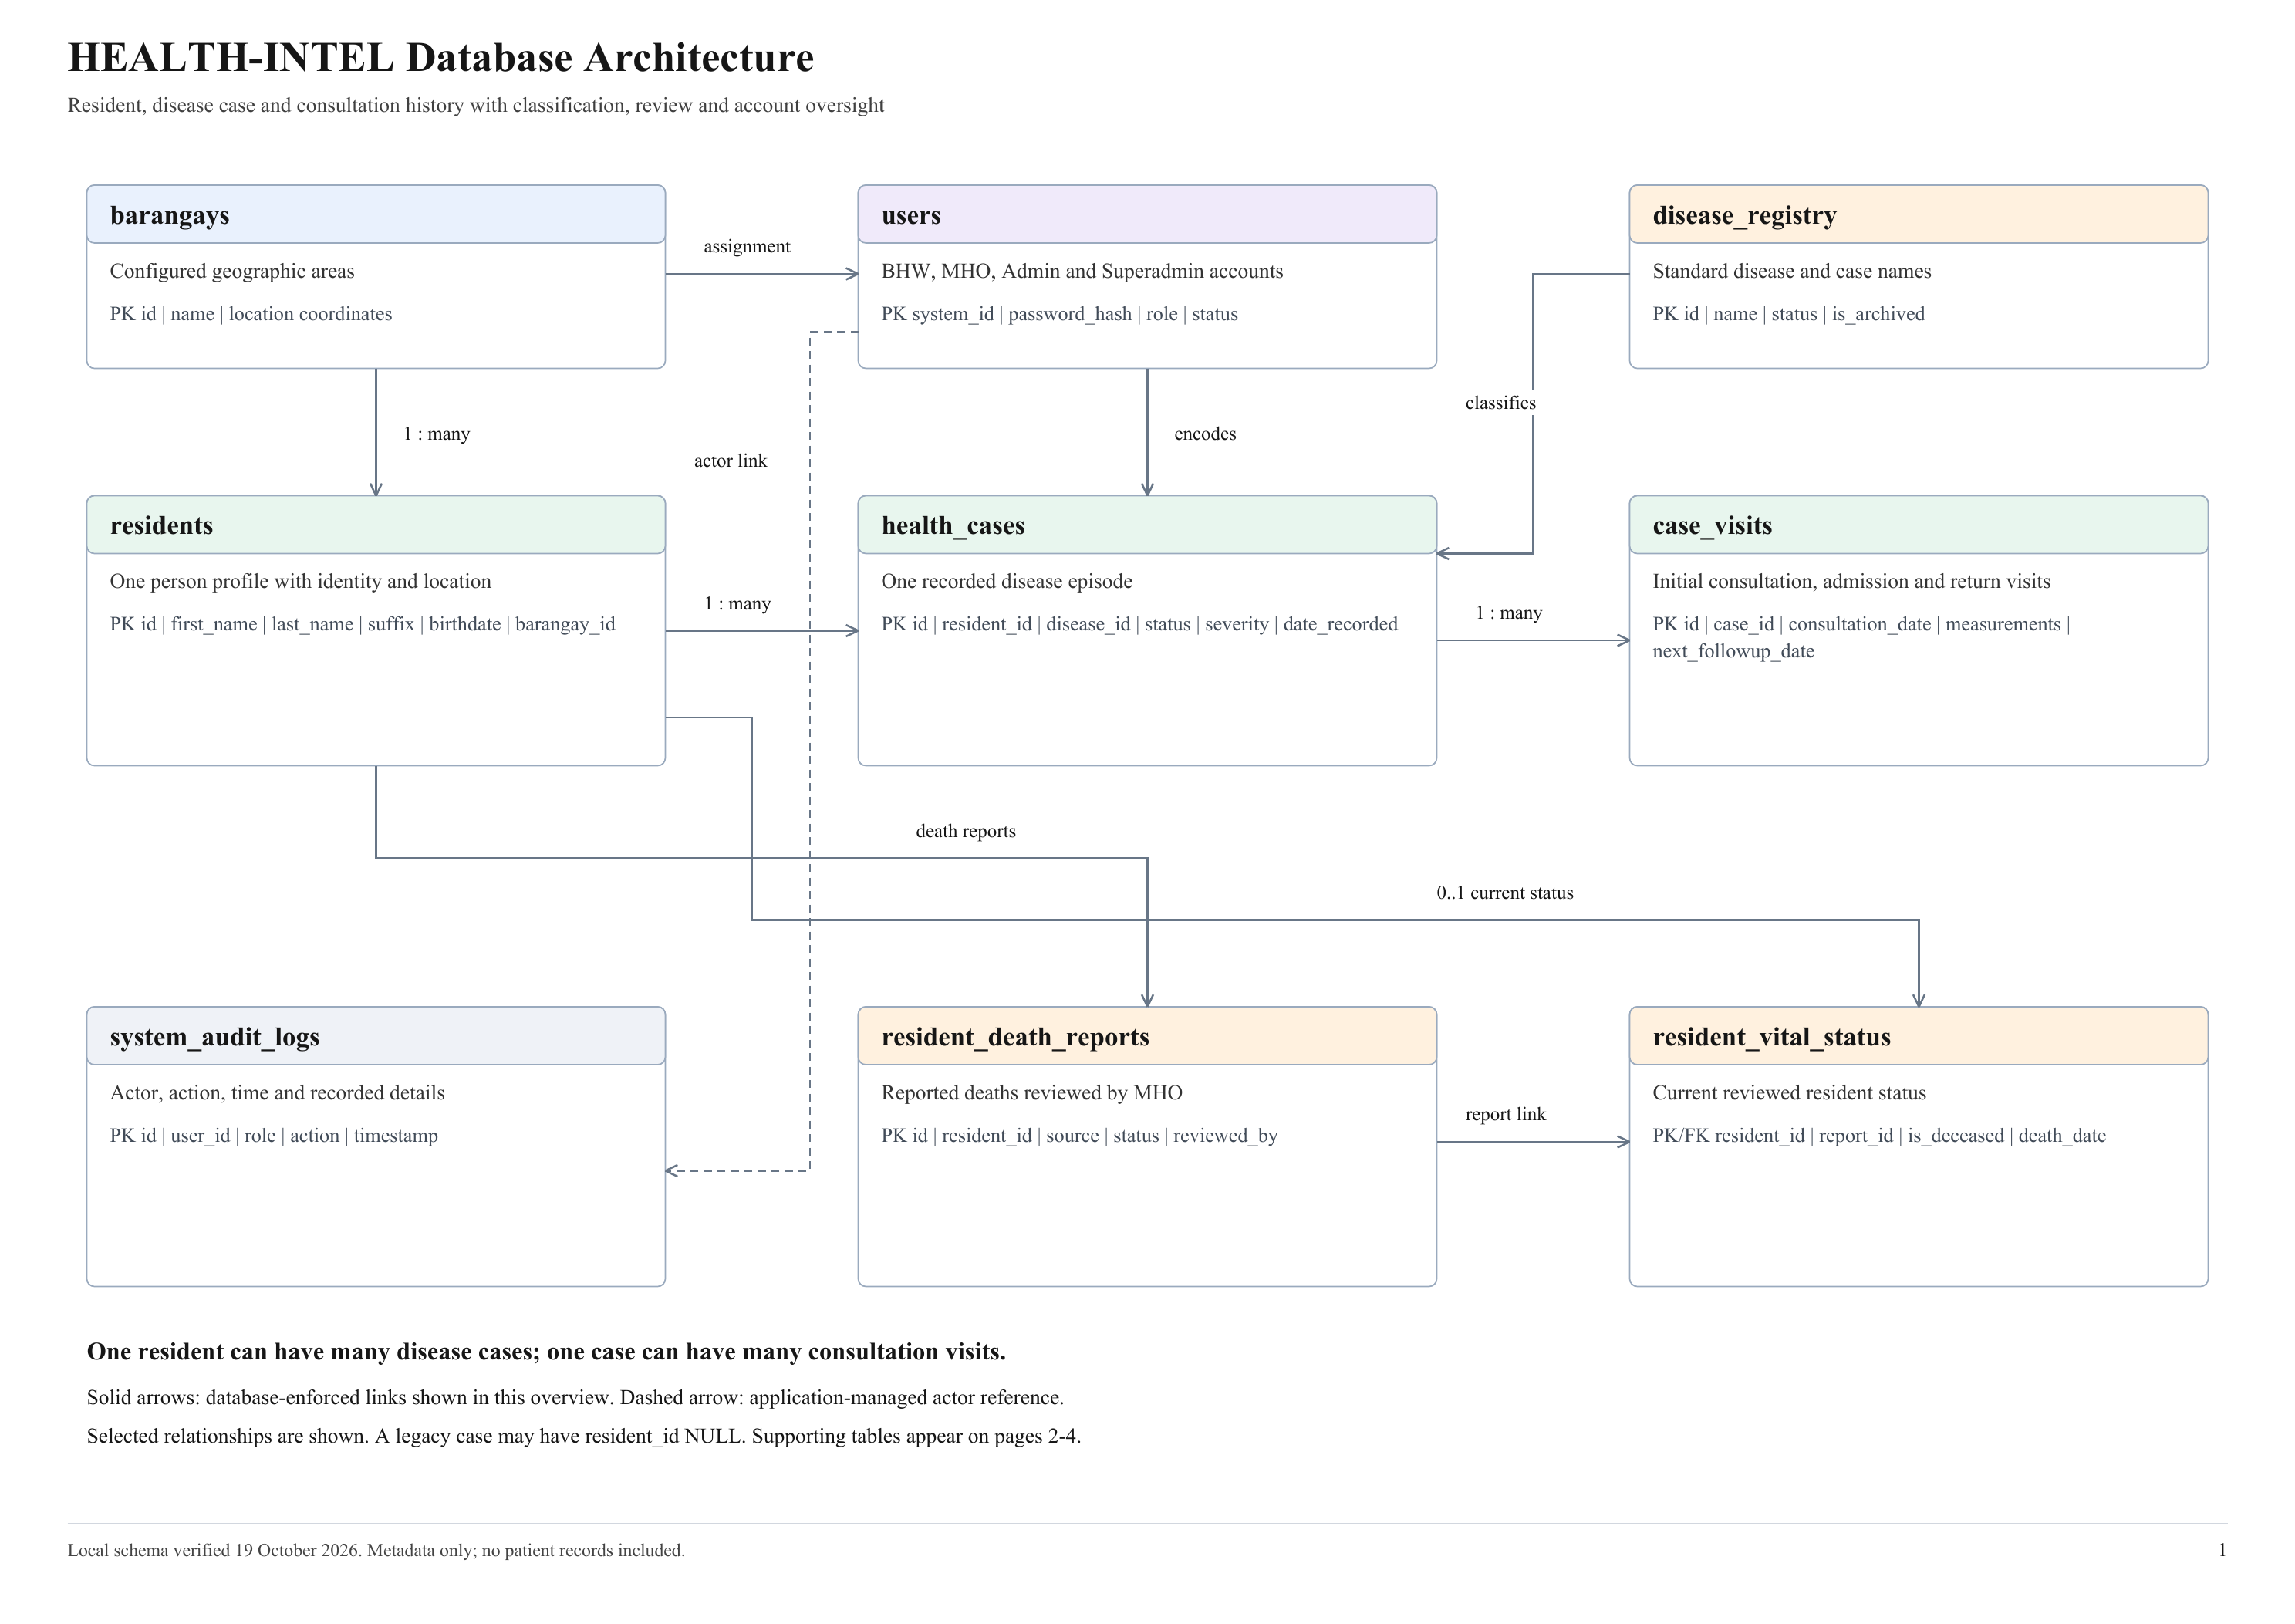 HEALTH-INTEL Database Architecture
Resident, disease case and consultation history with classification, review and account oversight
barangays
Configured geographic areas
PK id | name | location coordinates
assignment
users
BHW, MHO, Admin and Superadmin accounts
PK system_id | password_hash | role | status
disease_registry
Standard disease and case names
PK id | name | status | is_archived
classifies
1 : many
encodes
actor link
residents
One person profile with identity and location
PK id | first_name | last_name | suffix | birthdate | barangay_id
1 : many
health_cases
One recorded disease episode
PK id | resident_id | disease_id | status | severity | date_recorded
1 : many
case_visits
Initial consultation, admission and return visits
PK id | case_id | consultation_date | measurements |
next_followup_date
death reports
0..1 current status
system_audit_logs
Actor, action, time and recorded details
PK id | user_id | role | action | timestamp
resident_death_reports
Reported deaths reviewed by MHO
PK id | resident_id | source | status | reviewed_by
report link
resident_vital_status
Current reviewed resident status
PK/FK resident_id | report_id | is_deceased | death_date
One resident can have many disease cases; one case can have many consultation visits.
Solid arrows: database-enforced links shown in this overview. Dashed arrow: application-managed actor reference.
Selected relationships are shown. A legacy case may have resident_id NULL. Supporting tables appear on pages 2-4.
Local schema verified 19 October 2026. Metadata only; no patient records included.
1